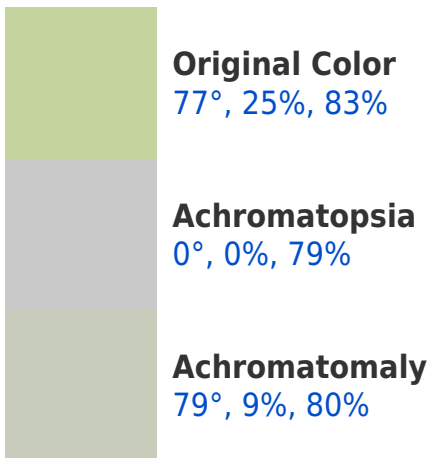 Original Color
77°, 25%, 83%
Achromatopsia
0°, 0%, 79%
Achromatomaly
79°, 9%, 80%